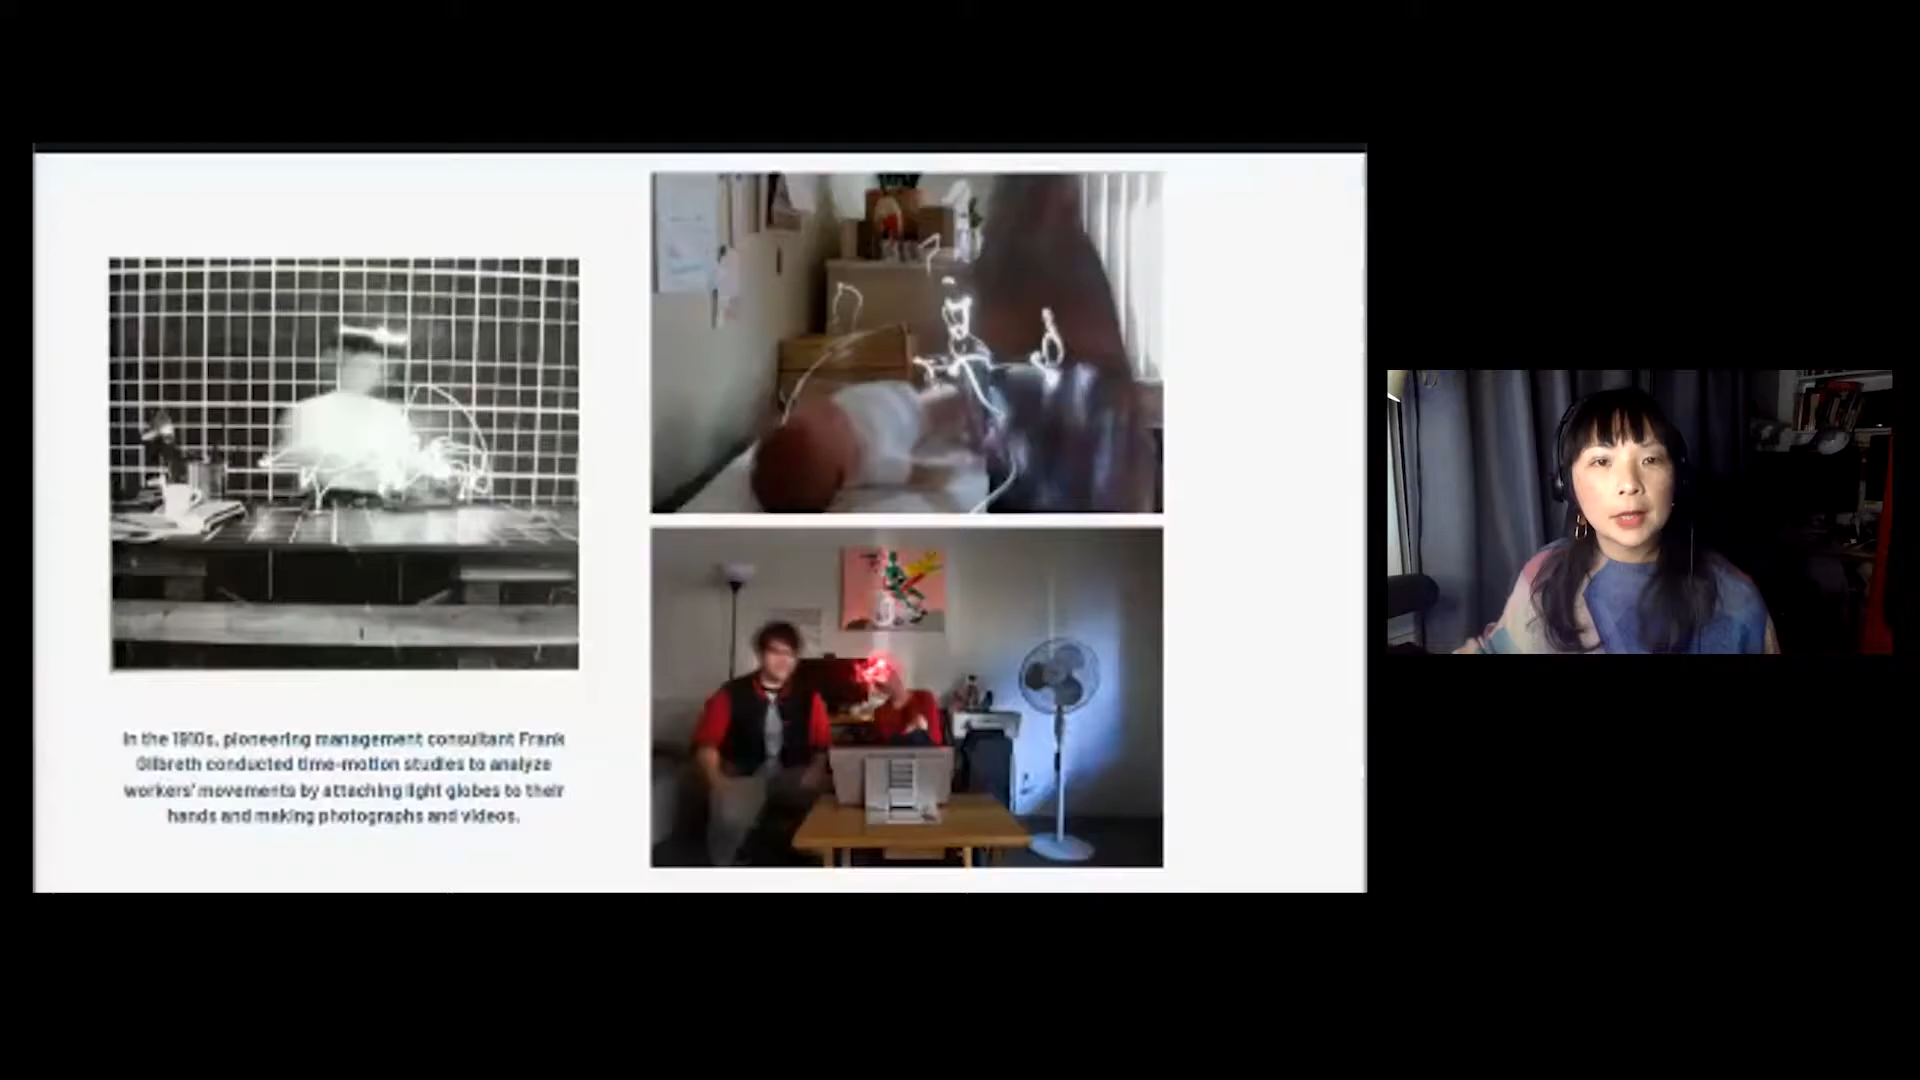 In the 1910s, pioneering management consultant Frank
Gilbreth conducted time-motion studies to analyze
workers' movements by attaching light globes to their
hands and making photographs and videos.